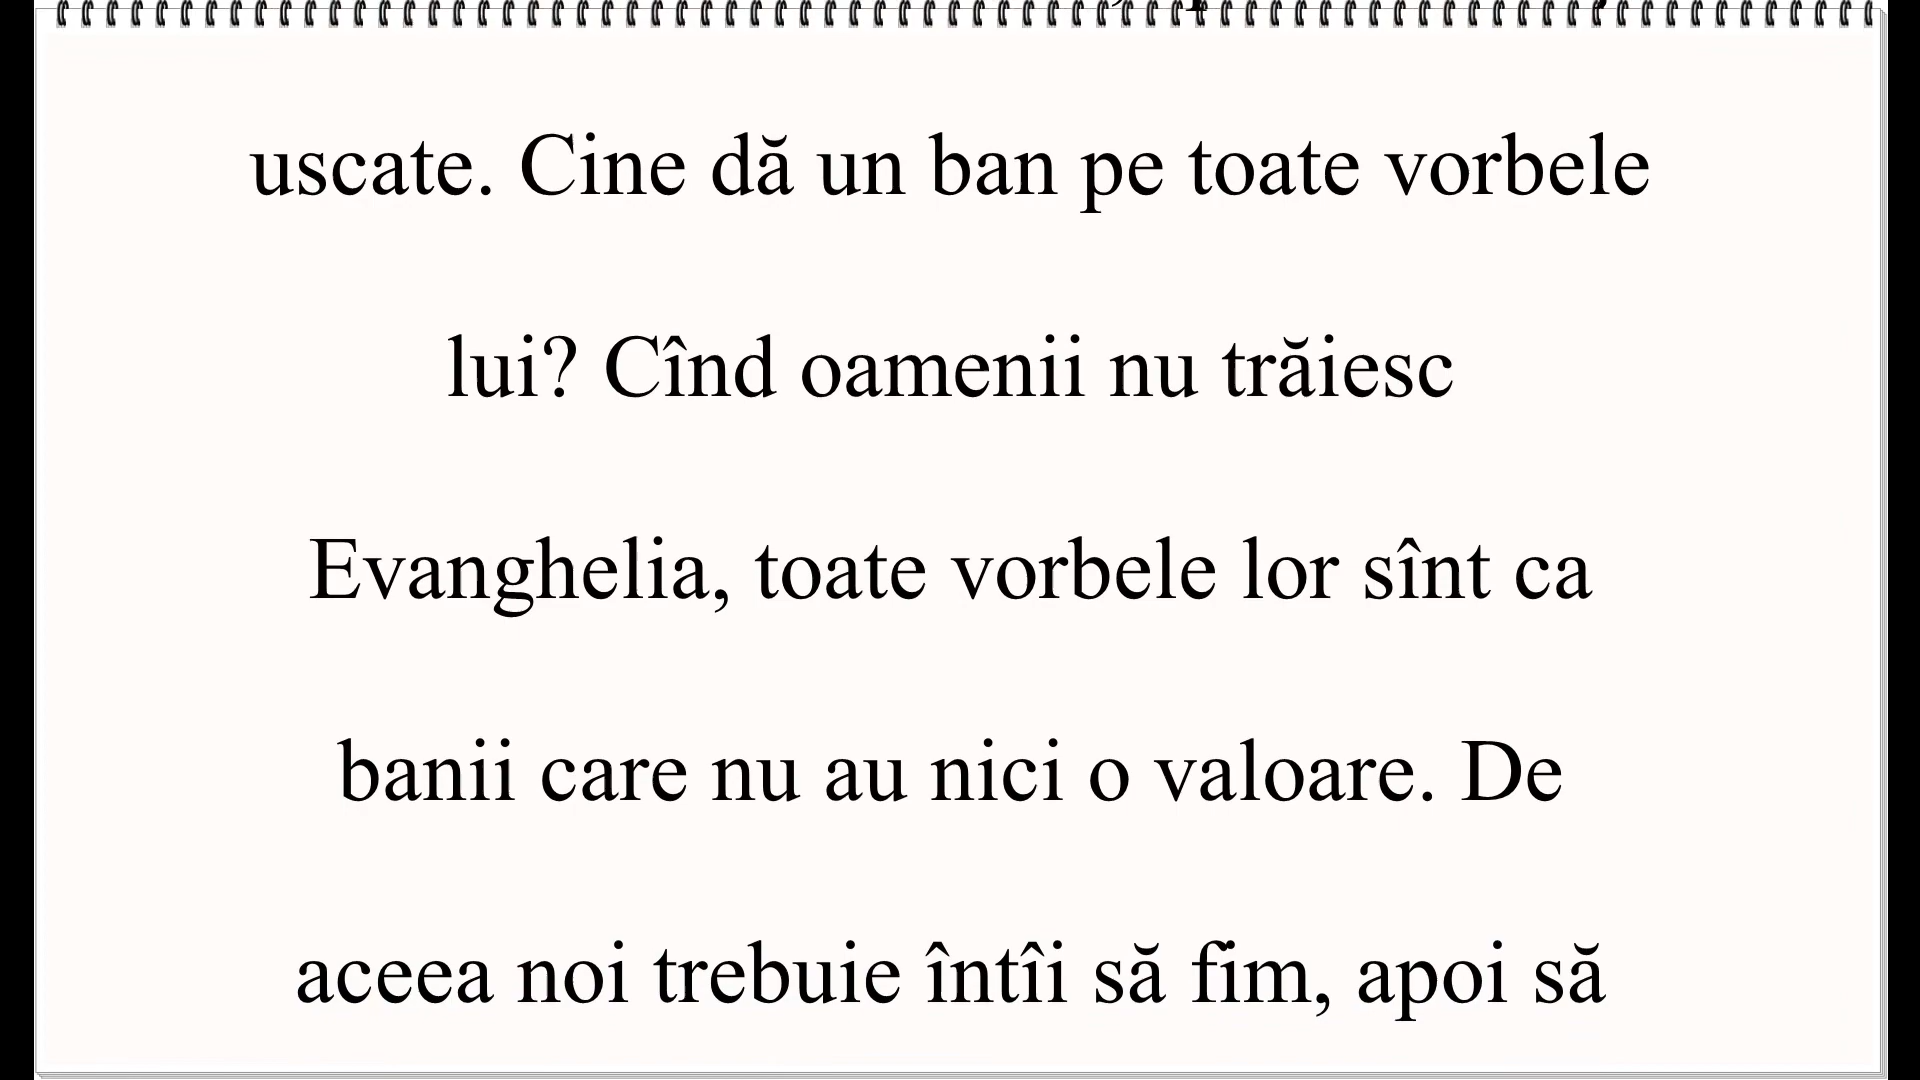 uscate. Cine dă un ban pe toate vorbele
lui? Cînd oamenii nu trăiesc
Evanghelia, toate vorbele lor sînt ca
banii care nu au nici o valoare. De
aceea noi trebuie întîi să fim, apoi să